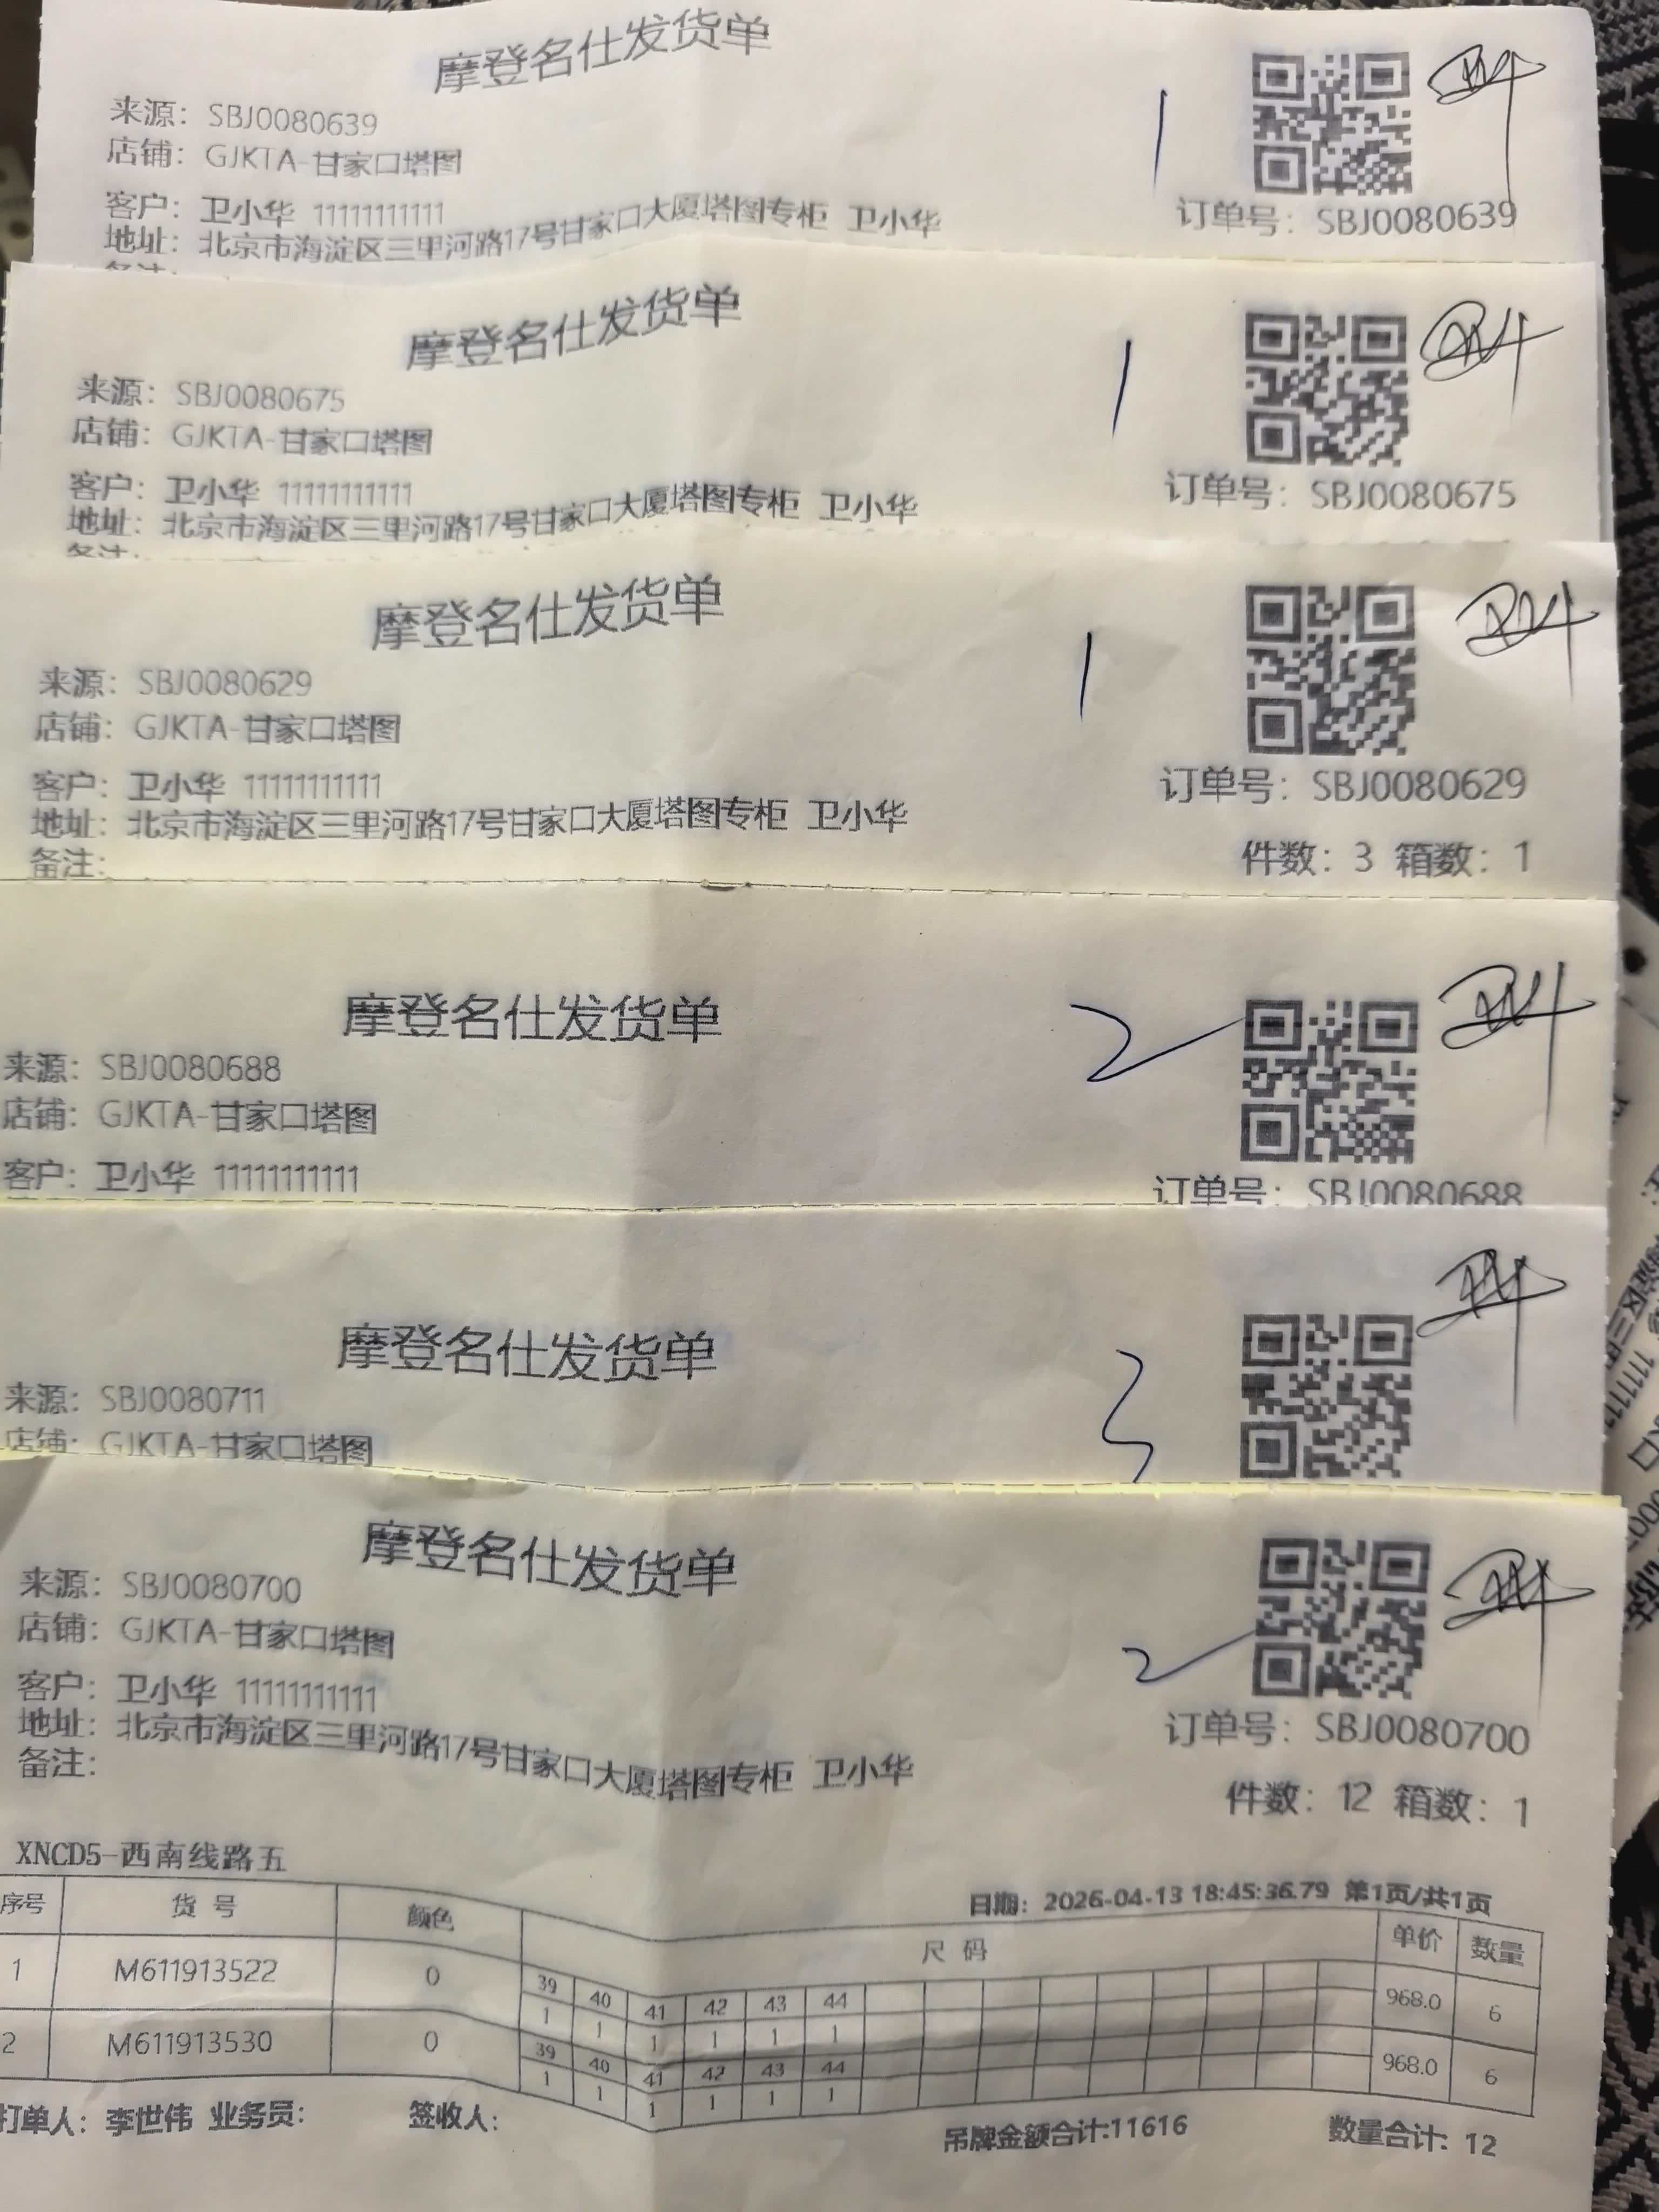 摩登名仕发货单
来源：SBJ0080639
店铺：GJKTA-甘家口塔图
1
客户：卫小华 11111111111
订单号：SBJ0080639
地址：北京市海淀区三里河路17号甘家口大厦塔图专柜 卫小华
摩登名仕发货单
来源：SBJ0080675
店铺：GJKTA-甘家口塔图
1
客户：卫小华 11111111111
订单号：SBJ0080675
地址：北京市海淀区三里河路17号甘家口大厦塔图专柜 卫小华
摩登名仕发货单
来源：SBJ0080629
店铺：GJKTA-甘家口塔图
1
客户：卫小华 11111111111
订单号：SBJ0080629
地址：北京市海淀区三里河路17号甘家口大厦塔图专柜 卫小华
备注：
件数：3 箱数：1
摩登名仕发货单
2
来源：SBJ0080688
店铺：GJKTA-甘家口塔图
客户：卫小华 11111111111
订单号：SBJ0080688
摩登名仕发货单
3
来源：SBJ0080711
店铺：GJKTA-甘家口塔图
摩登名仕发货单
来源：SBJ0080700
店铺：GJKTA-甘家口塔图
2
客户：卫小华 11111111111
订单号：SBJ0080700
地址：北京市海淀区三里河路17号甘家口大厦塔图专柜 卫小华
备注：
件数：12 箱数：1
XNCD5-西南线路五
日期：2026-04-13 18:45:36.79 第1页/共1页
序号 货号 颜色 尺码 单价 数量
39 40 41 42 43 44
1 M611913522 0 1 1 1 1 1 1 968.0 6
39 40 41 42 43 44
2 M611913530 0 1 1 1 1 1 1 968.0 6
打单人：李世伟 业务员： 签收人：
吊牌金额合计:11616 数量合计：12